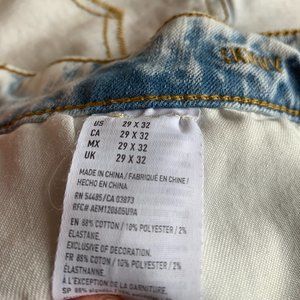 US 29 X 32
CA 29 X 32
MX 29 X 32
UK 29 X 32
MADE IN CHINA / FABRIQUÉ EN CHINE /
HECHO EN CHINA
RN 54485 / CA 03873
RFC# AEM120605U9A
EN 88% COTTON / 10% POLYESTER / 2%
ELASTANE.
EXCLUSIVE OF DECORATION.
FR 88% COTON / 10% POLYESTER / 2%
ÉLASTHANNE.
À L'EXCEPTION DE LA GARNITURE
SP 88%